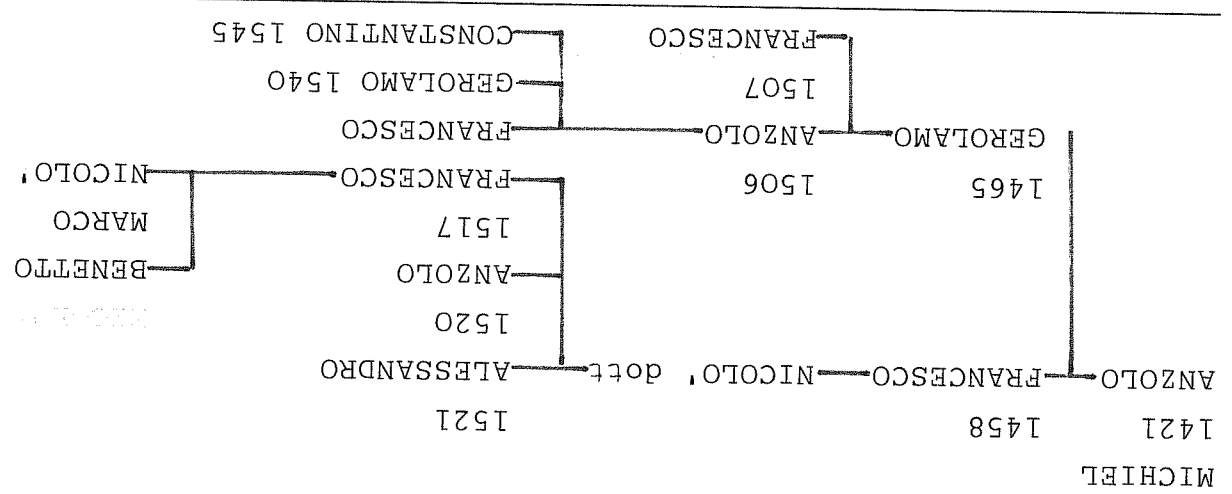 MICHIEL
1421 1458 1521
ANZOLO FRANCESCO NICOLO' dott ALESSANDRO
1520
ANZOLO BENETTO
1517 MARCO
1465 1506 FRANCESCO NICOLO'
GEROLAMO ANZOLO FRANCESCO
1507 GEROLAMO 1540
FRANCESCO CONSTANTINO 1545